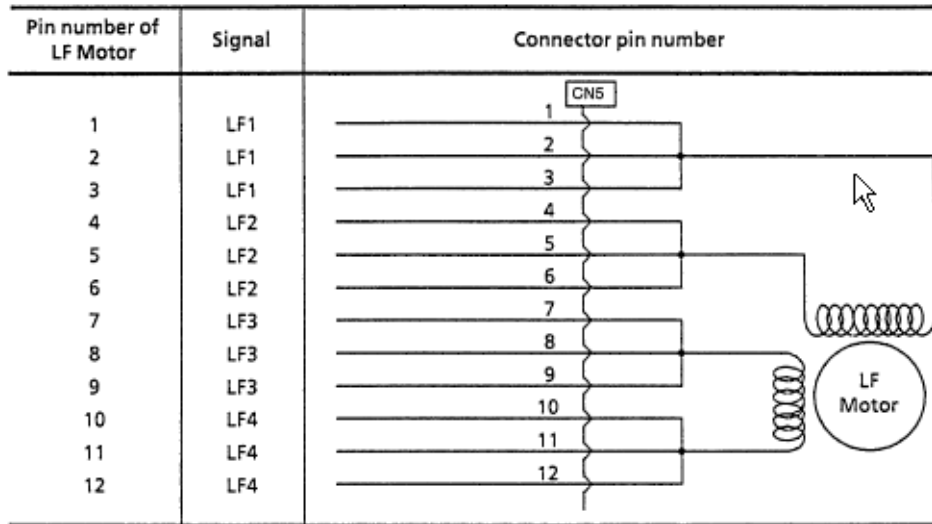 Pin number of LF Motor Signal Connector pin number
CN5
1 LF1 1
2 LF1 2
3 LF1 3
4 LF2 4
5 LF2 5
6 LF2 6
7 LF3 7
8 LF3 8
9 LF3 9
10 LF4 10
11 LF4 11
12 LF4 12
LF
Motor